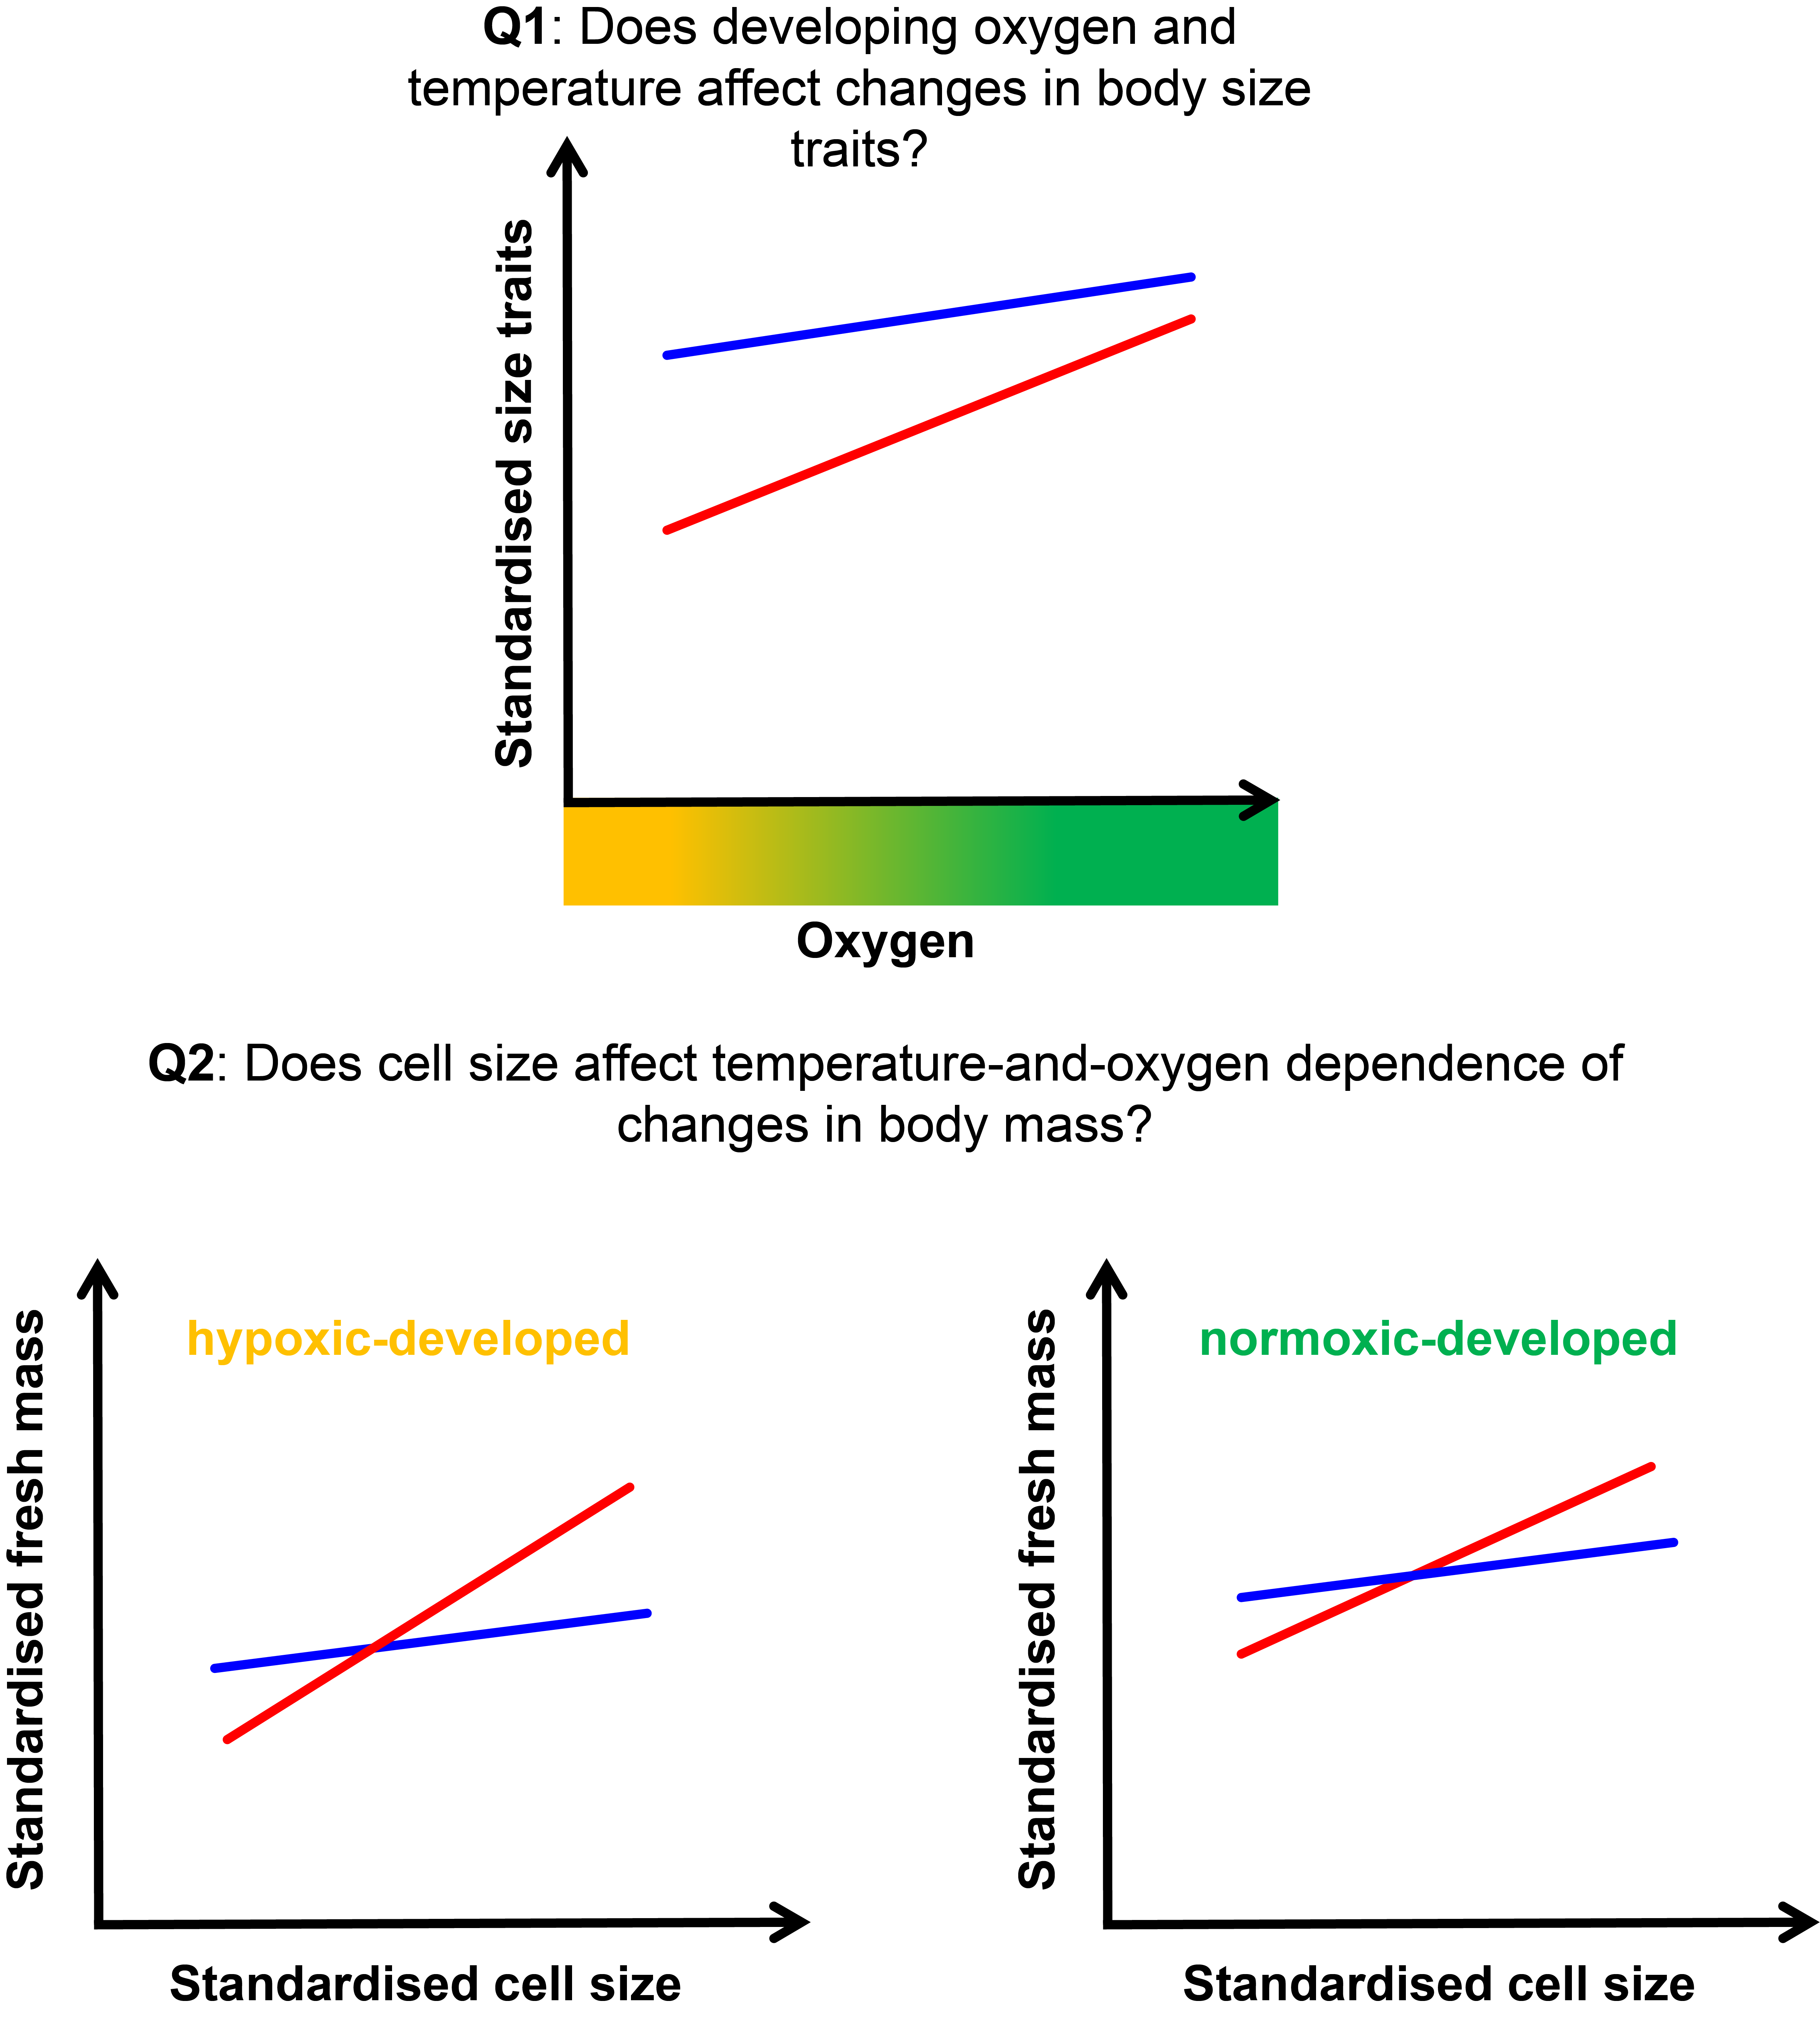 Q1: Does developing oxygen and
temperature affect changes in body size
traits?
Standardised size traits
Oxygen
Q2: Does cell size affect temperature-and-oxygen dependence of
changes in body mass?
Standardised fresh mass
hypoxic-developed
Standardised cell size
Standardised fresh mass
normoxic-developed
Standardised cell size